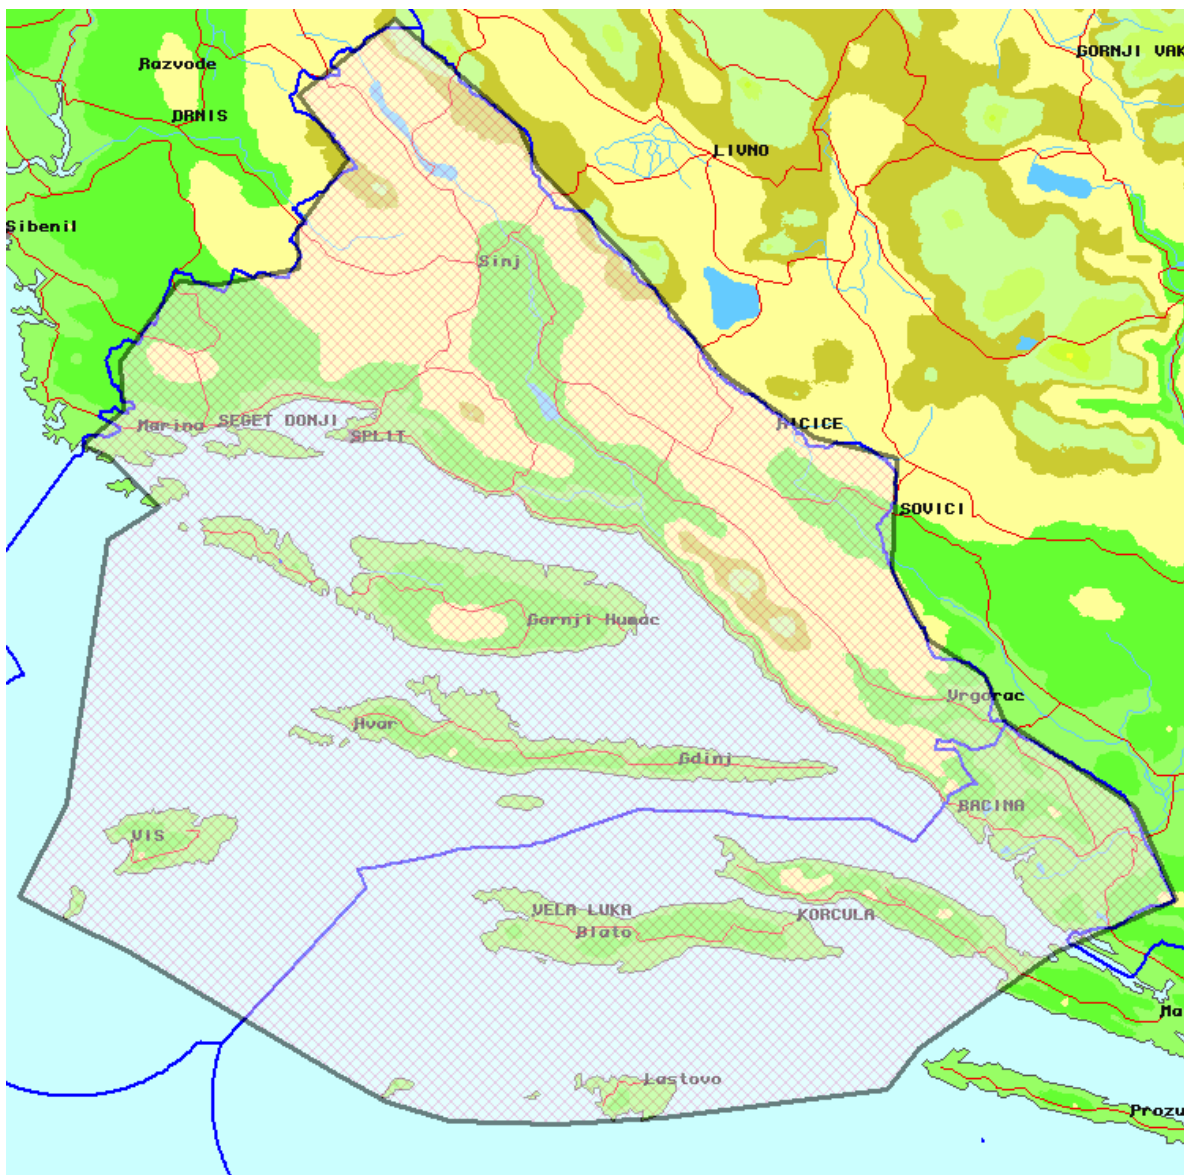 GORNJI VAK
Razvode
DRNIS
LIVNO
Sibenil
Sinj
Marina
SEGET DONJI
SPLIT
RICICE
SOVICI
Gornji Humac
Vrgorac
Hvar
Gdinj
BACINA
VIS
VELA LUKA
KORCULA
Blato
Ma
Lastovo
Prozu